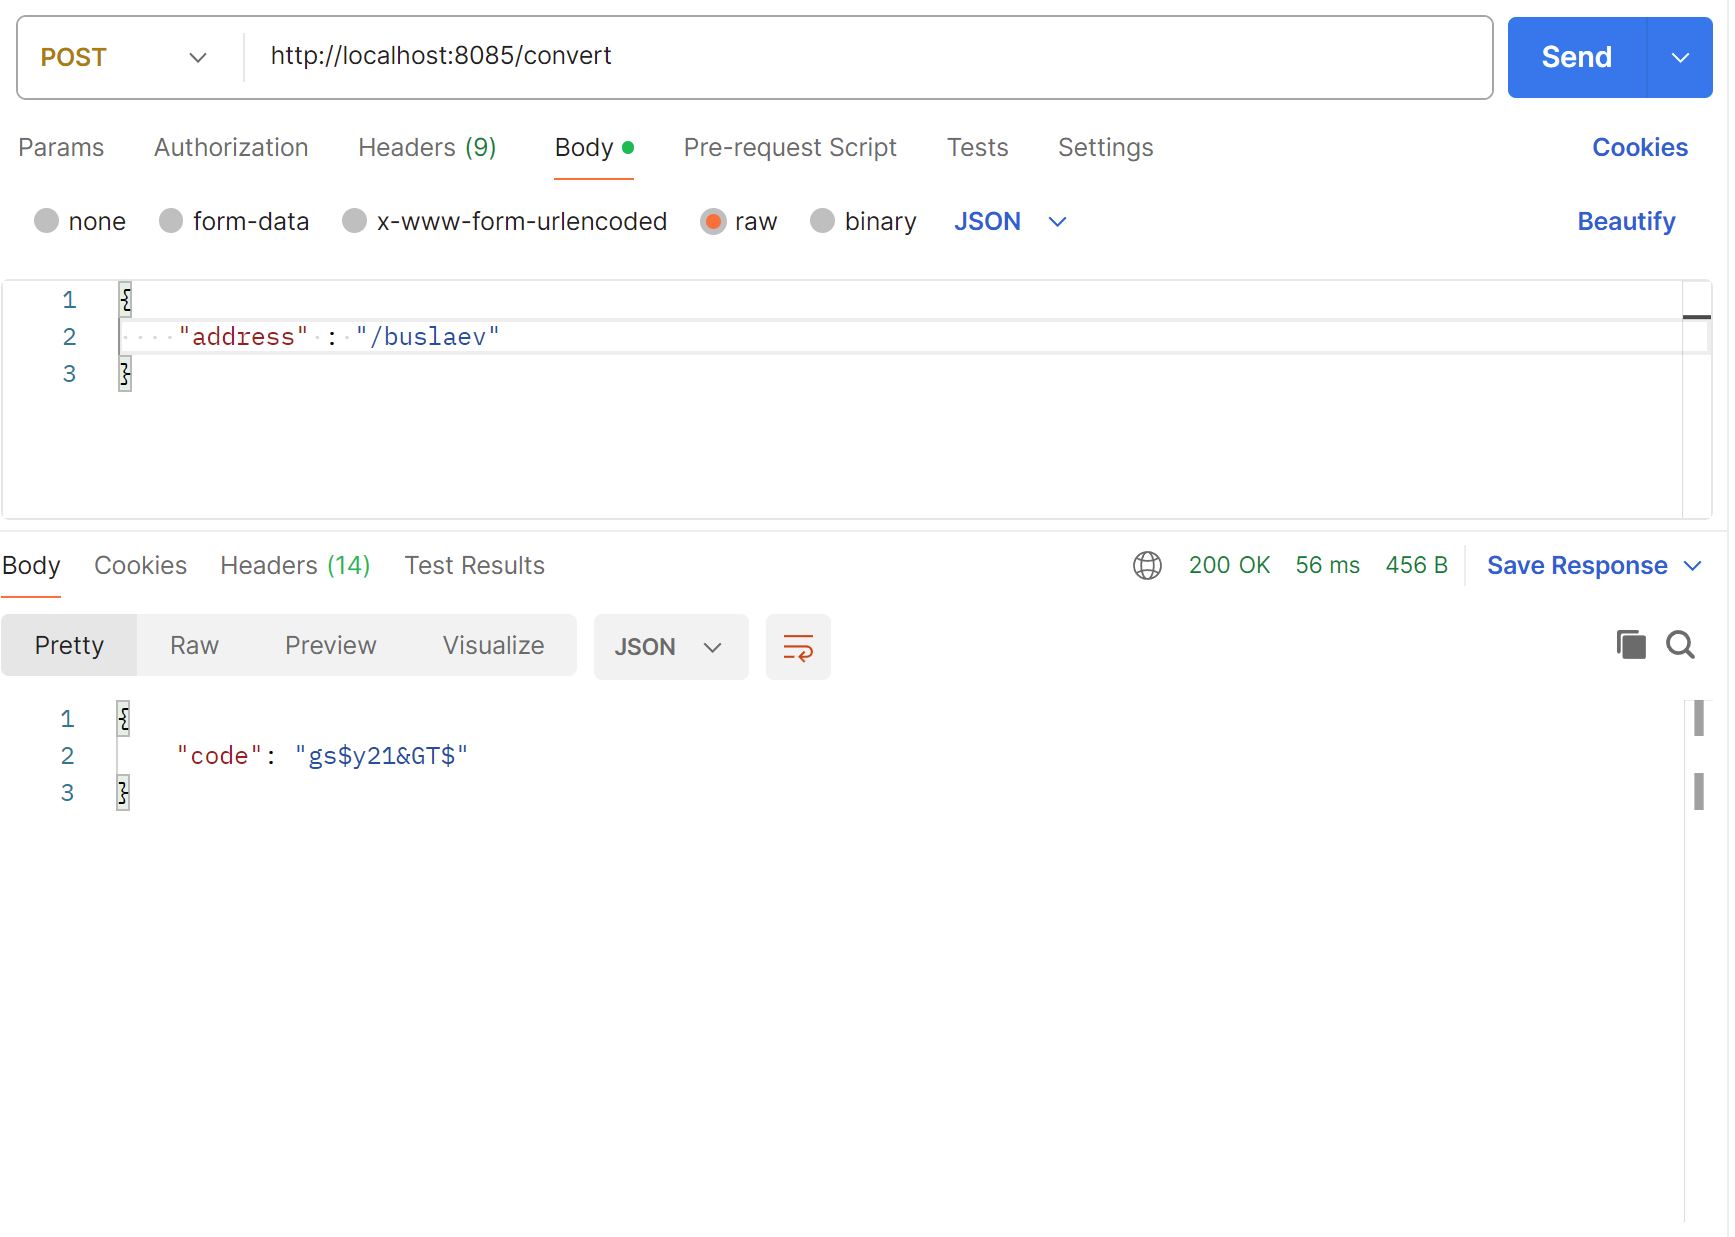 POST http://localhost:8085/convert Send
Params Authorization Headers (9) Body Pre-request Script Tests Settings Cookies
none form-data x-www-form-urlencoded raw binary JSON Beautify
1 {
2 "address" : "/buslaev"
3 }
Body Cookies Headers (14) Test Results 200 OK 56 ms 456 B Save Response
Pretty Raw Preview Visualize JSON
1 {
2 "code": "gs$y21&GT$"
3 }